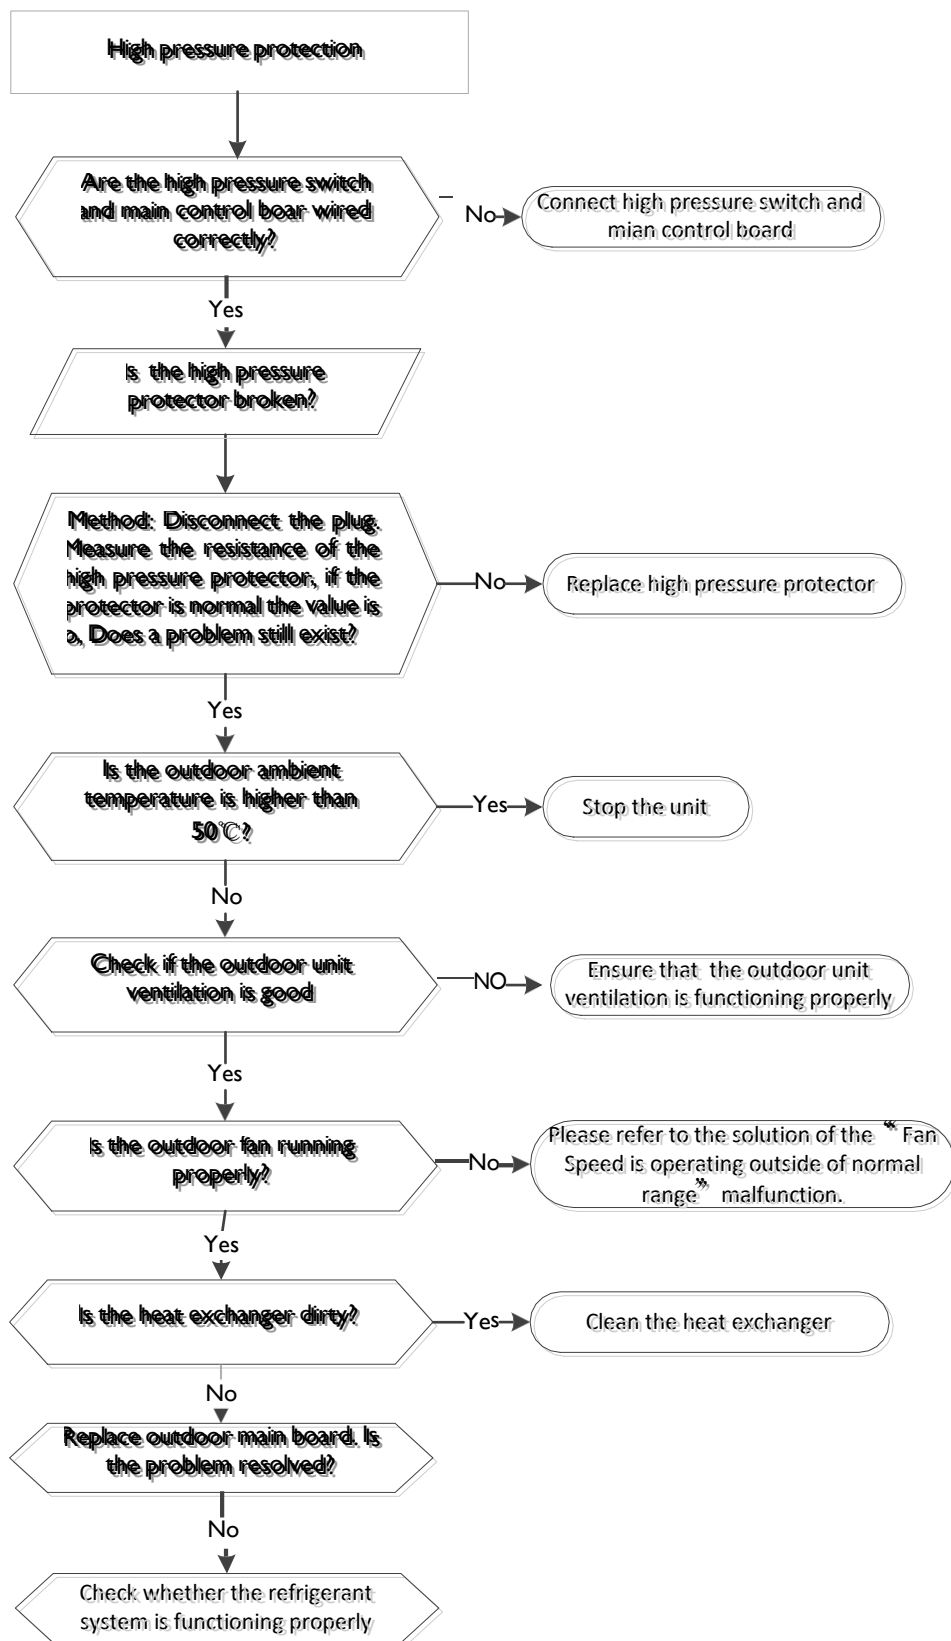 High pressure protection
Are the high pressure switch
and main control boar wired
correctly?
No
Connect high pressure switch and
mian control board
Yes
Is the high pressure
protector broken?
Method: Disconnect the plug.
Measure the resistance of the
high pressure protector, if the
protector is normal the value is
o, Does a problem still exist?
No
Replace high pressure protector
Yes
Is the outdoor ambient
temperature is higher than
50℃?
Yes
Stop the unit
No
Check if the outdoor unit
ventilation is good
NO
Ensure that the outdoor unit
ventilation is functioning properly
Yes
Is the outdoor fan running
properly?
No
Please refer to the solution of the “ Fan
Speed is operating outside of normal
range” malfunction.
Yes
Is the heat exchanger dirty?
Yes
Clean the heat exchanger
No
Replace outdoor main board. Is
the problem resolved?
No
Check whether the refrigerant
system is functioning properly